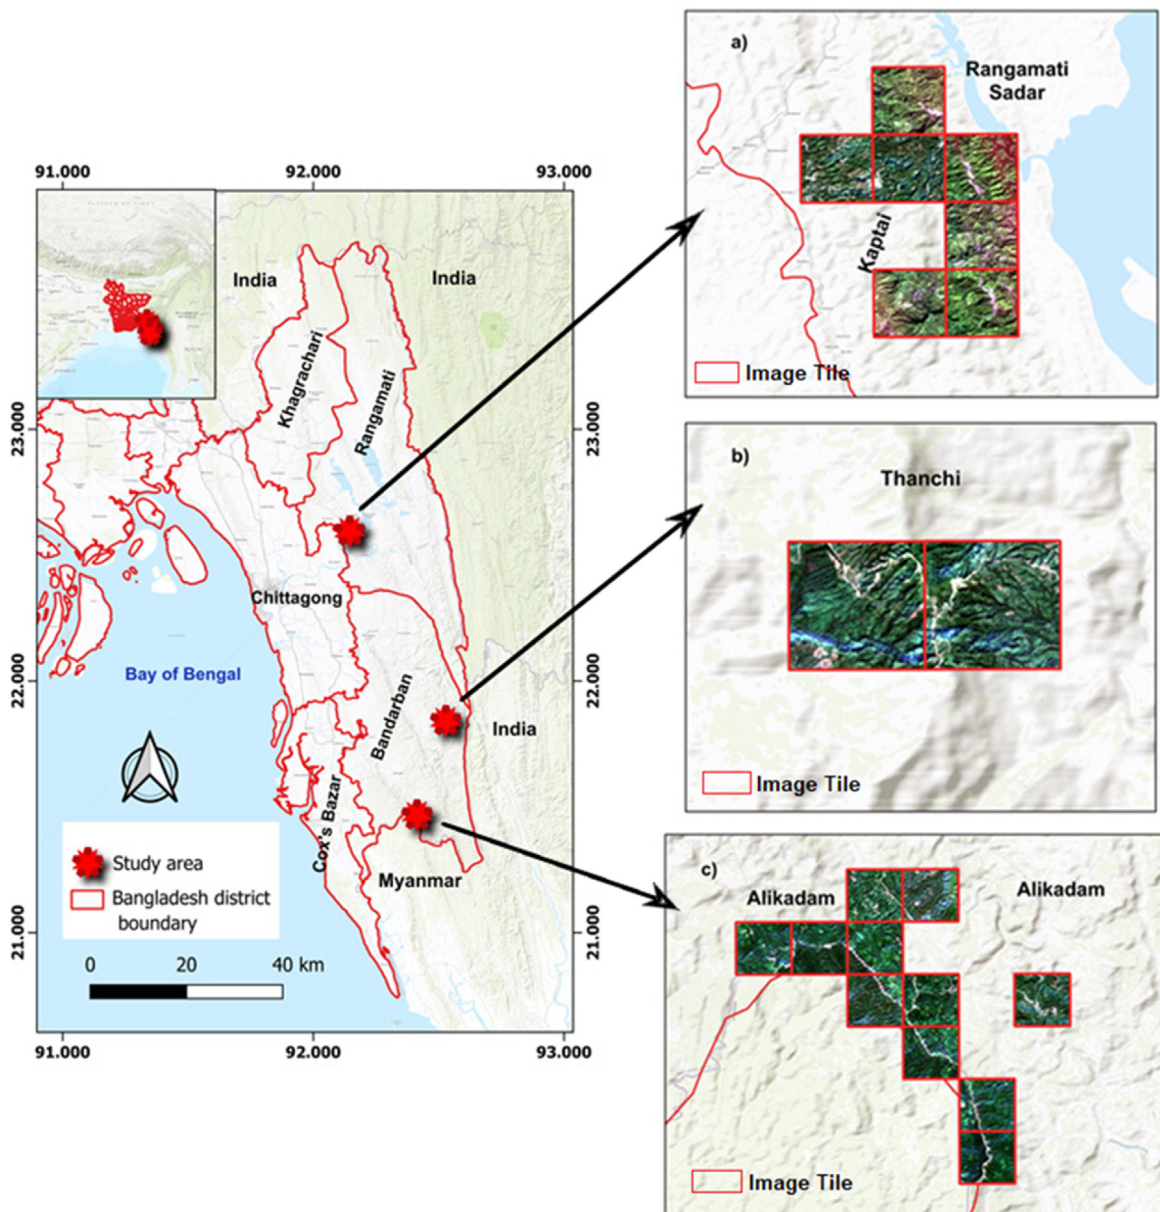 91.000
92.000
93.000
India
India
Khagrachari
Rangamati
23.000
23.000
Chittagong
Bay of Bengal
22.000
22.000
Bandarban
India
Cox's Bazar
Myanmar
Study area
Bangladesh district
boundary
21.000
21.000
0
20
40 km
91.000
92.000
93.000
a)
Rangamati
Sadar
Kaptai
Image Tile
b)
Thanchi
Image Tile
c)
Alikadam
Alikadam
Image Tile